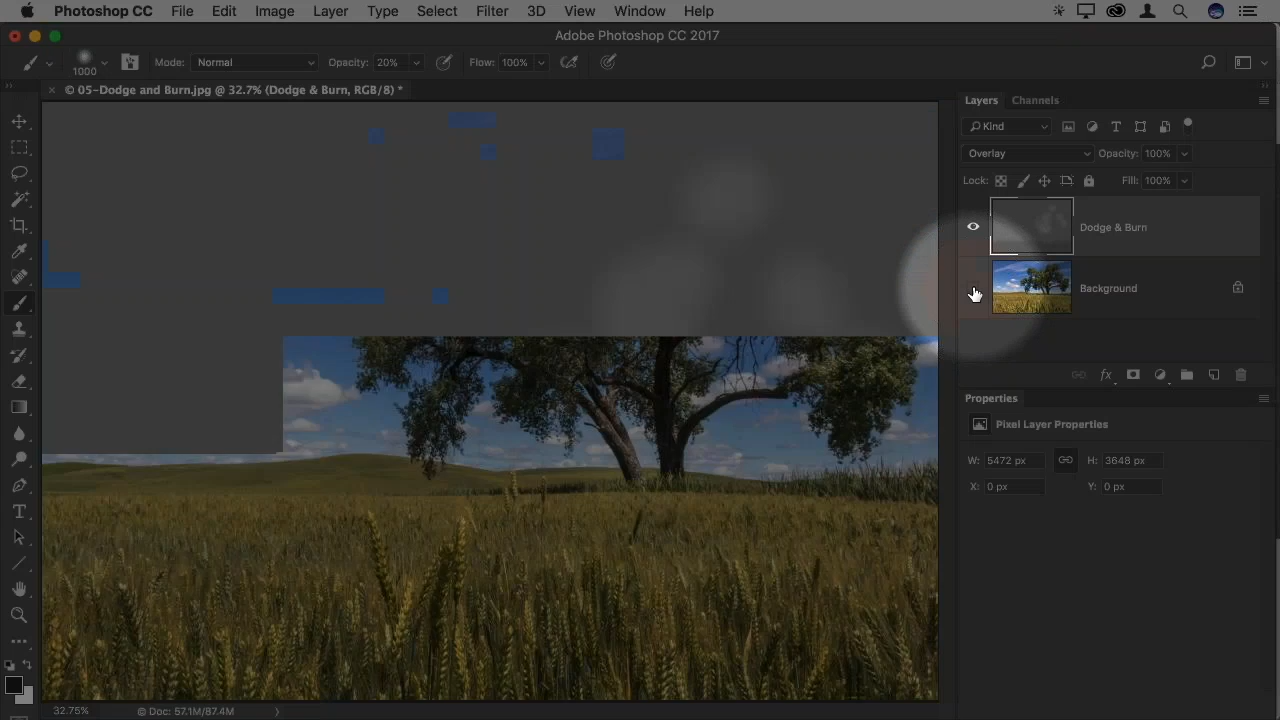 Photoshop CC File Edit Image Layer Type Select Filter 3D View Window Help
Adobe Photoshop CC 2017
1000 Mode: Normal Opacity: 20% Flow: 100%
× © 05-Dodge and Burn.jpg @ 32.7% (Dodge & Burn, RGB/8) *
Layers Channels
Kind
Overlay Opacity: 100%
Lock: Fill: 100%
Dodge & Burn
Background
fx
Properties
Pixel Layer Properties
W: 5472 px H: 3648 px
X: 0 px Y: 0 px
32.75% © Doc: 57.1M/87.4M